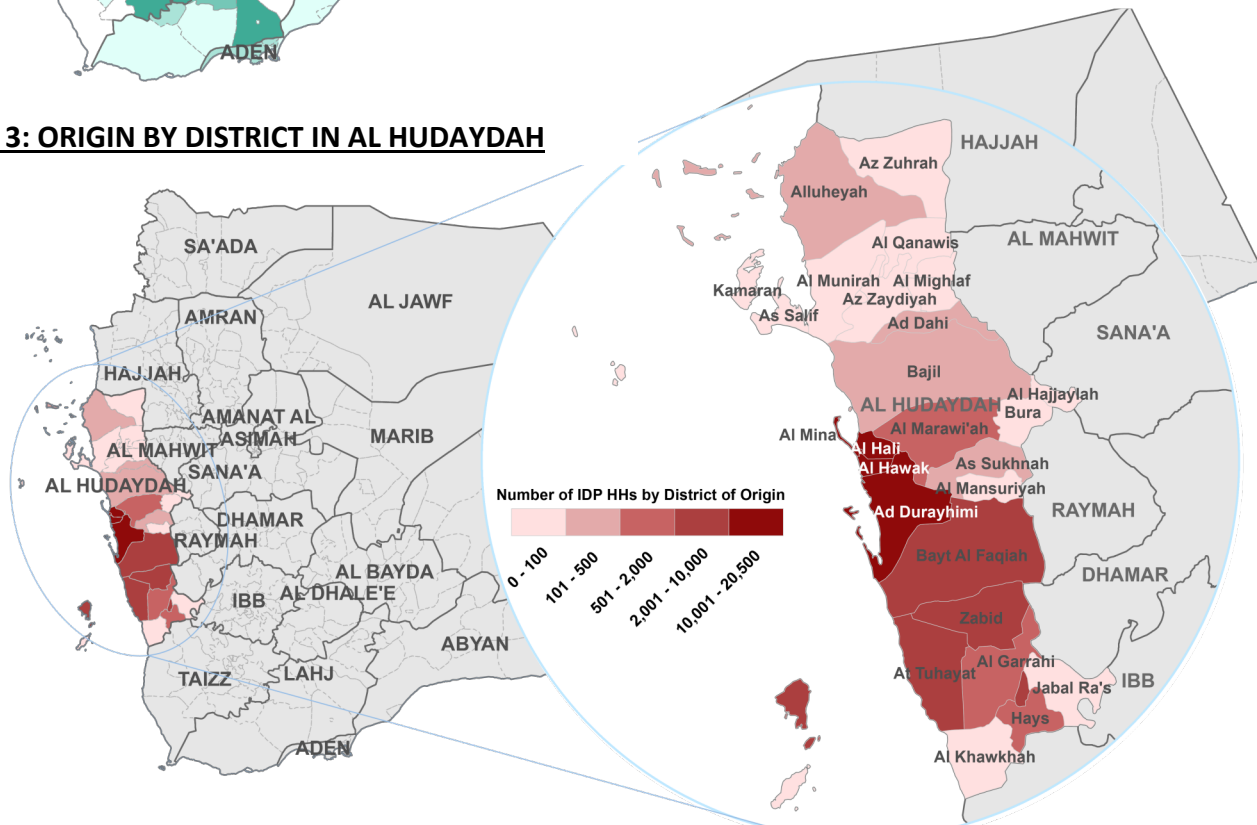 ADEN
3: ORIGIN BY DISTRICT IN AL HUDAYDAH
SA'ADA
AL JAWF
AMRAN
HAJJAH
AMANAT AL
ASIMAH
MARIB
AL MAHWIT
SANA'A
AL HUDAYDAH
DHAMAR
RAYMAH
AL BAYDA
AL DHALE'E
IBB
ABYAN
LAHJ
TAIZZ
ADEN
HAJJAH
Az Zuhrah
Alluheyah
AL MAHWIT
Al Qanawis
Al Munirah
Al Mighlaf
Kamaran
Az Zaydiyah
As Salif
Ad Dahi
SANA'A
Bajil
Al Hajjaylah
AL HUDAYDAH
Bura
Al Marawi'ah
Al Mina
Al Hali
Al Hawak
As Sukhnah
Al Mansuriyah
Ad Durayhimi
RAYMAH
Bayt Al Faqiah
DHAMAR
Zabid
Al Garrahi
At Tuhayat
Jabal Ra's
IBB
Hays
Al Khawkhah
Number of IDP HHs by District of Origin
0 - 100
101 - 500
501 - 2,000
2,001 - 10,000
10,001 - 20,500